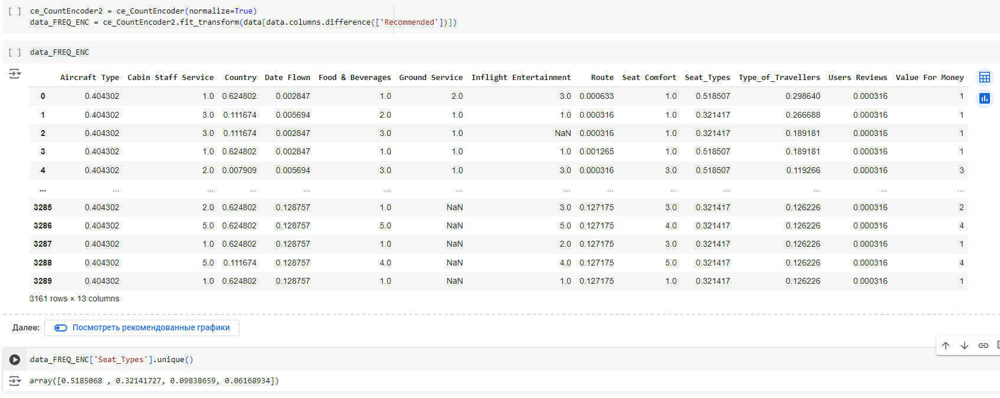 [ ] ce_CountEncoder2 = ce_CountEncoder(normalize=True)
data_FREQ_ENC = ce_CountEncoder2.fit_transform(data[data.columns.difference(['Recommended'])])
[ ] data_FREQ_ENC
Aircraft Type Cabin Staff Service Country Date Flown Food & Beverages Ground Service Inflight Entertainment Route Seat Comfort Seat_Types Type_of_Travellers Users Reviews Value For Money
0 0.404302 1.0 0.624802 0.002847 1.0 2.0 3.0 0.000633 1.0 0.518507 0.298640 0.000316 1
1 0.404302 3.0 0.111674 0.005694 2.0 1.0 1.0 0.000316 1.0 0.321417 0.266688 0.000316 1
2 0.404302 3.0 0.111674 0.002847 3.0 1.0 NaN 0.000316 1.0 0.321417 0.189181 0.000316 1
3 0.404302 1.0 0.624802 0.002847 1.0 1.0 1.0 0.001265 1.0 0.518507 0.189181 0.000316 1
4 0.404302 2.0 0.007909 0.005694 3.0 1.0 3.0 0.000316 3.0 0.518507 0.119266 0.000316 3
... ... ... ... ... ... ... ... ... ... ... ... ... ...
3285 0.404302 2.0 0.624802 0.128757 1.0 NaN 3.0 0.127175 3.0 0.321417 0.126226 0.000316 2
3286 0.404302 5.0 0.624802 0.128757 5.0 NaN 5.0 0.127175 4.0 0.321417 0.126226 0.000316 4
3287 0.404302 1.0 0.624802 0.128757 1.0 NaN 2.0 0.127175 3.0 0.321417 0.126226 0.000316 1
3288 0.404302 5.0 0.111674 0.128757 4.0 NaN 4.0 0.127175 5.0 0.321417 0.126226 0.000316 4
3289 0.404302 1.0 0.624802 0.128757 1.0 NaN 1.0 0.127175 1.0 0.321417 0.126226 0.000316 1
3161 rows × 13 columns
Далее: Посмотреть рекомендованные графики
data_FREQ_ENC['Seat_Types'].unique()
array([0.5185068 , 0.32141727, 0.09838659, 0.06168934])